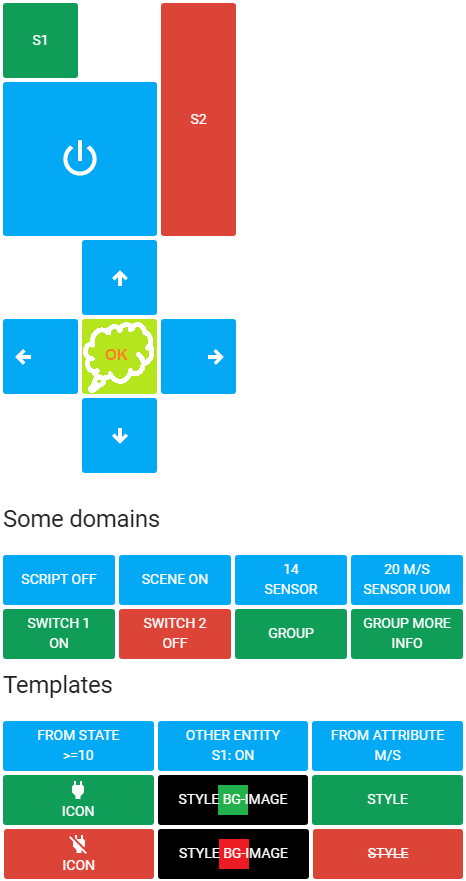 S1
S2
OK
Some domains
SCRIPT OFF
SCENE ON
14
SENSOR
20 M/S
SENSOR UOM
SWITCH 1
ON
SWITCH 2
OFF
GROUP
GROUP MORE
INFO
Templates
FROM STATE
>=10
OTHER ENTITY
S1: ON
FROM ATTRIBUTE
M/S
ICON
STYLE BG-IMAGE
STYLE
ICON
STYLE BG-IMAGE
STYLE